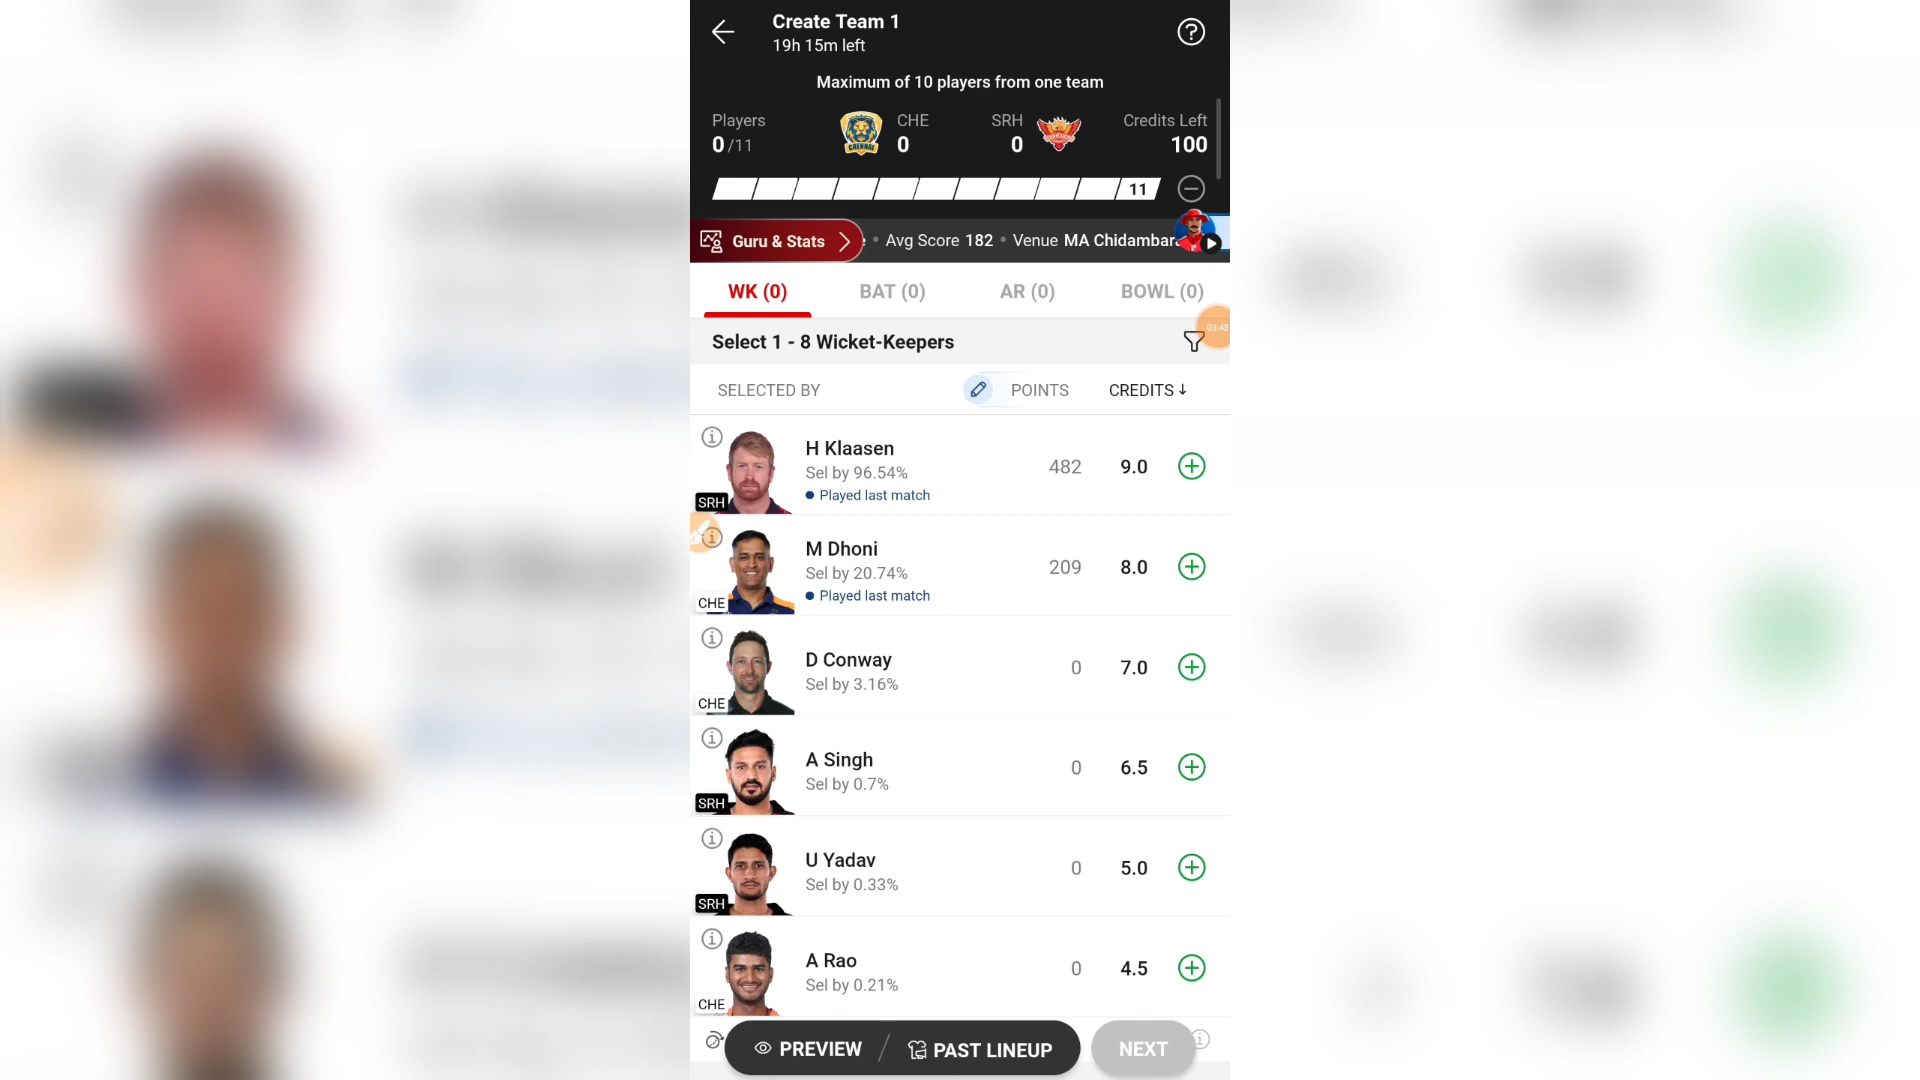 Create Team 1
19h 15m left
Maximum of 10 players from one team
Players
0 /11
CHENNAI
CHE
0
SRH
0
Credits Left
100
11
Guru & Stats
• Avg Score 182 • Venue MA Chidambar
WK (0)
BAT (0)
AR (0)
BOWL (0)
03:43
Select 1 - 8 Wicket-Keepers
SELECTED BY
POINTS
CREDITS ↓
H Klaasen
Sel by 96.54%
Played last match
SRH
482
9.0
M Dhoni
Sel by 20.74%
Played last match
CHE
209
8.0
D Conway
Sel by 3.16%
CHE
0
7.0
A Singh
Sel by 0.7%
SRH
0
6.5
U Yadav
Sel by 0.33%
SRH
0
5.0
A Rao
Sel by 0.21%
CHE
0
4.5
PREVIEW / PAST LINEUP
NEXT